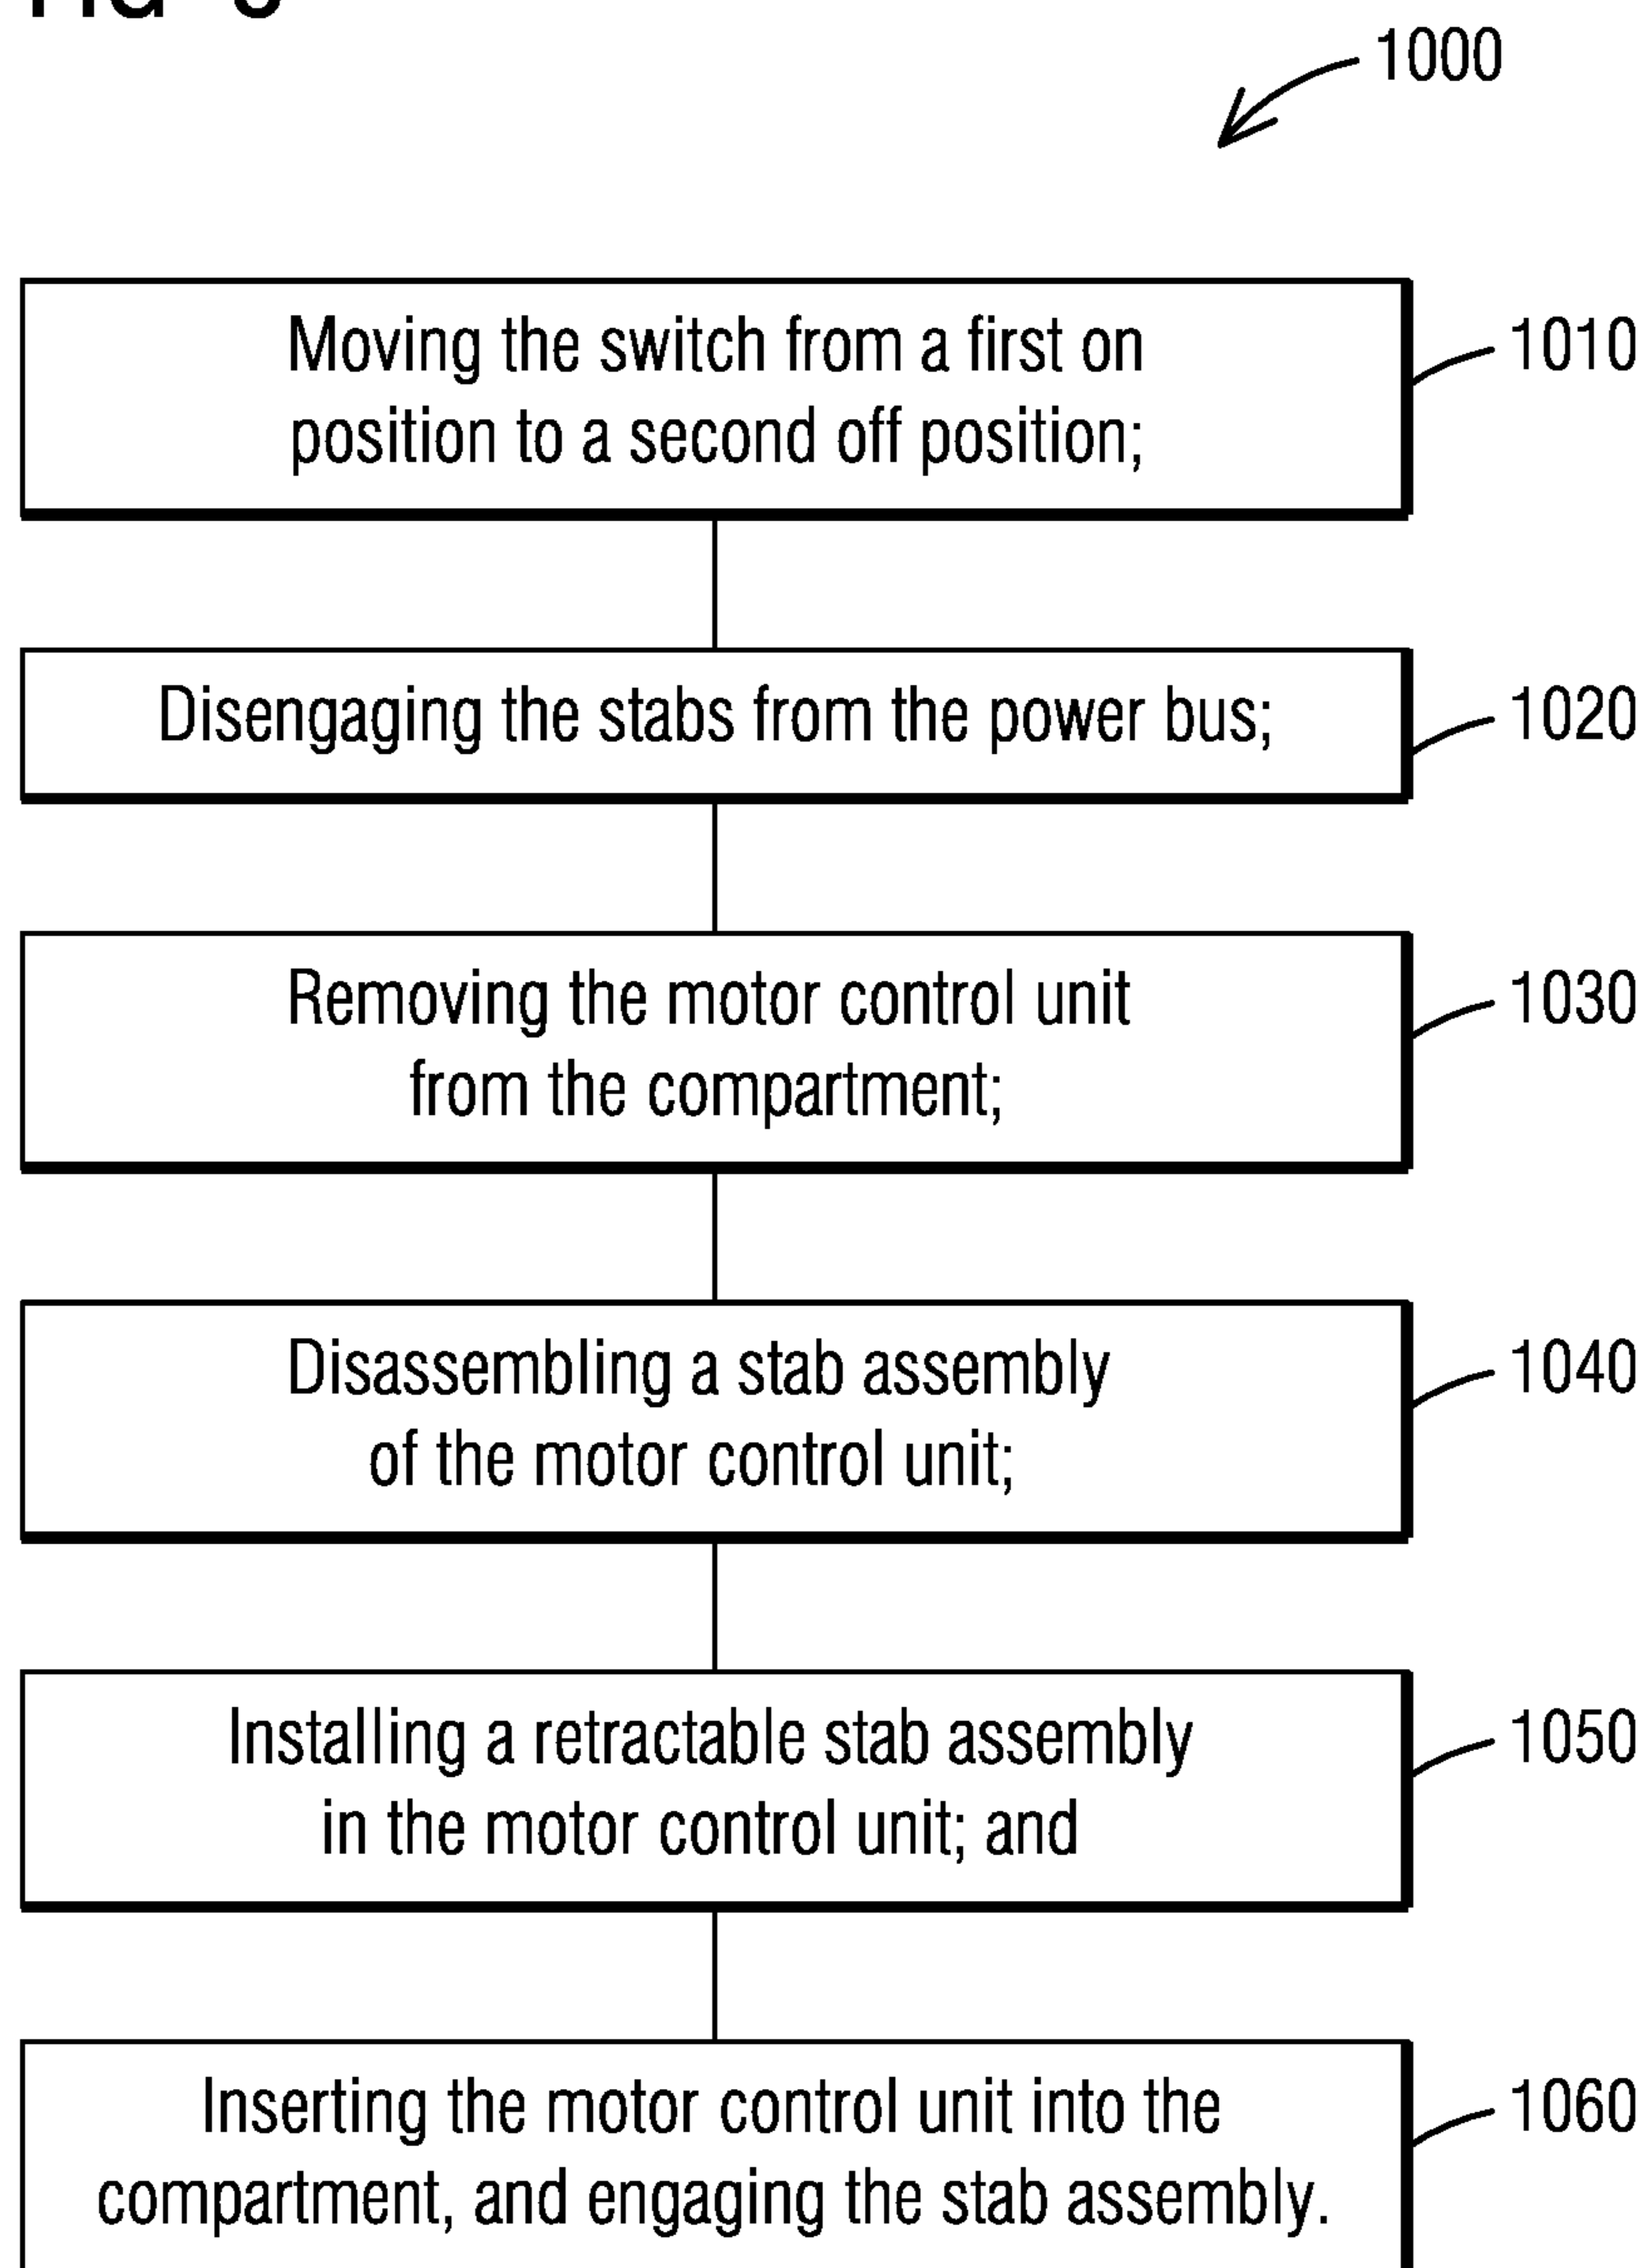 1000
Moving the switch from a first on
position to a second off position;
1010
Disengaging the stabs from the power bus;
1020
Removing the motor control unit
from the compartment;
1030
Disassembling a stab assembly
of the motor control unit;
1040
Installing a retractable stab assembly
in the motor control unit; and
1050
Inserting the motor control unit into the
compartment, and engaging the stab assembly.
1060